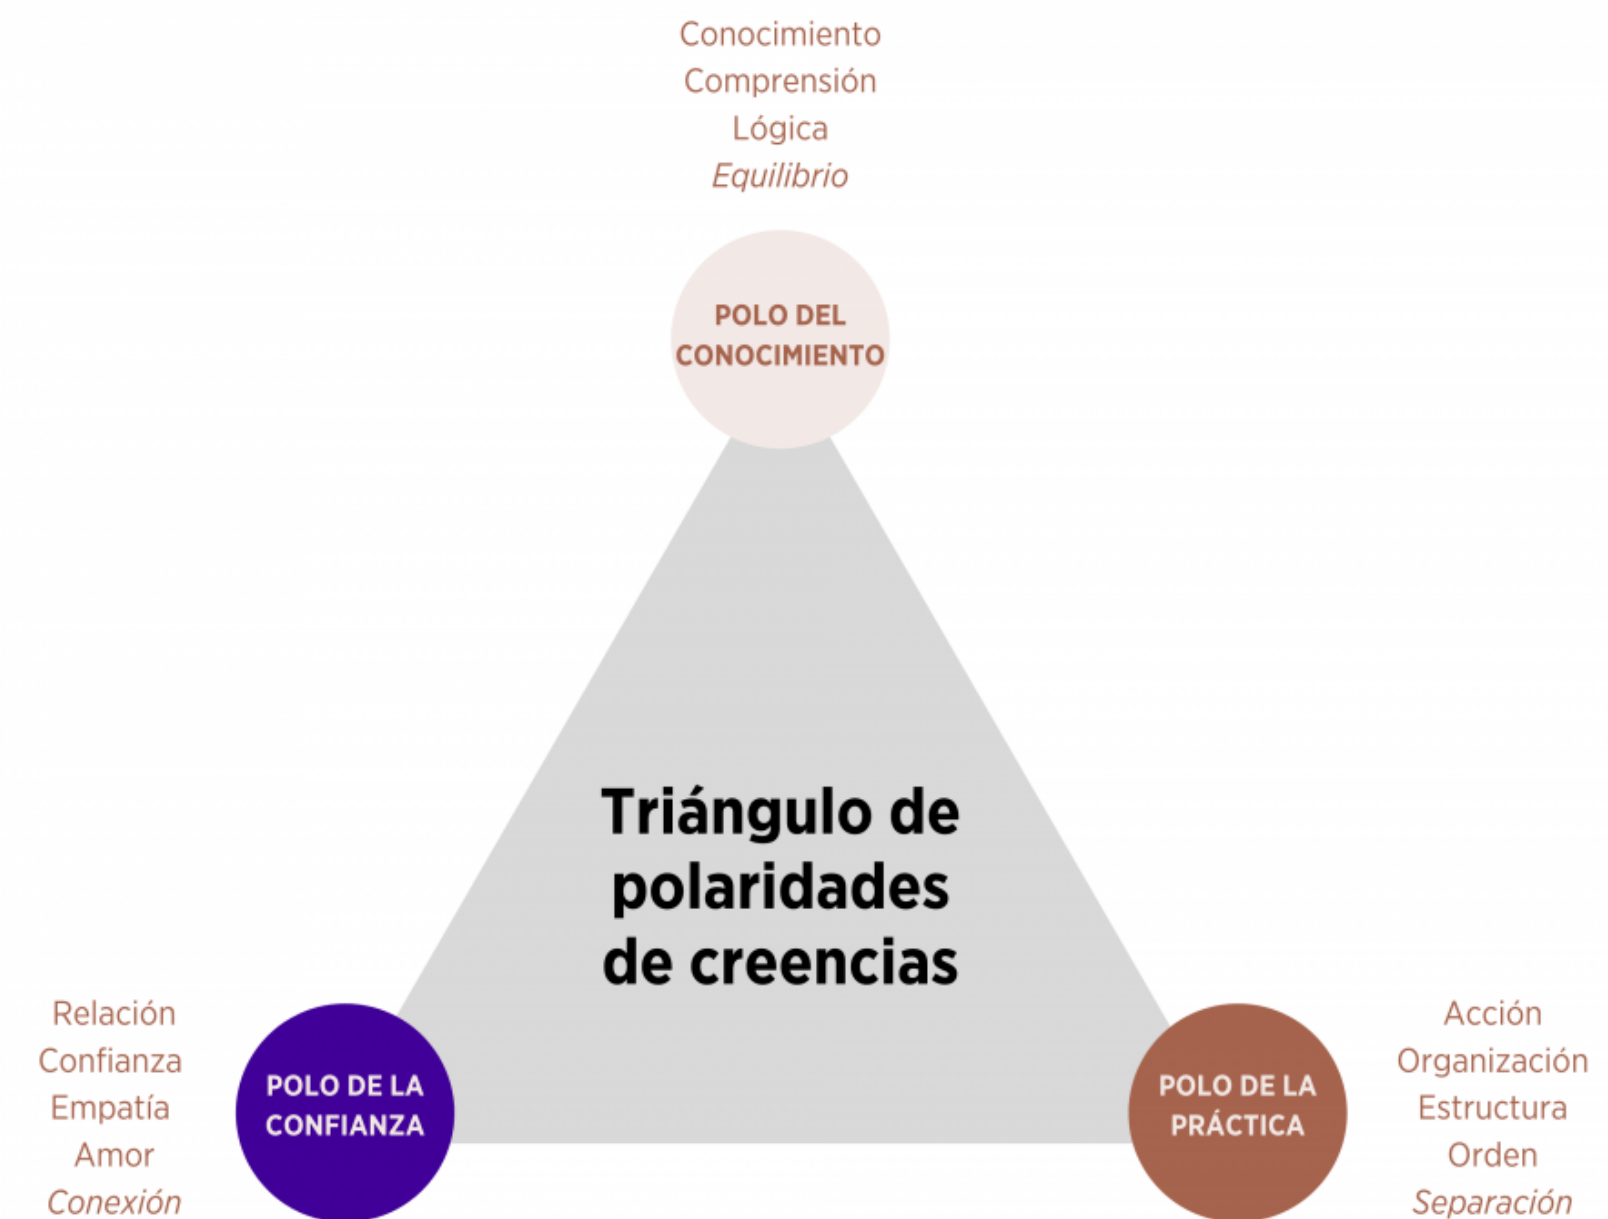 Conocimiento
Comprensión
Lógica
Equilibrio
POLO DEL
CONOCIMIENTO
Triángulo de
polaridades
de creencias
Relación
Confianza
Empatía
Amor
Conexión
POLO DE LA
CONFIANZA
POLO DE LA
PRÁCTICA
Acción
Organización
Estructura
Orden
Separación